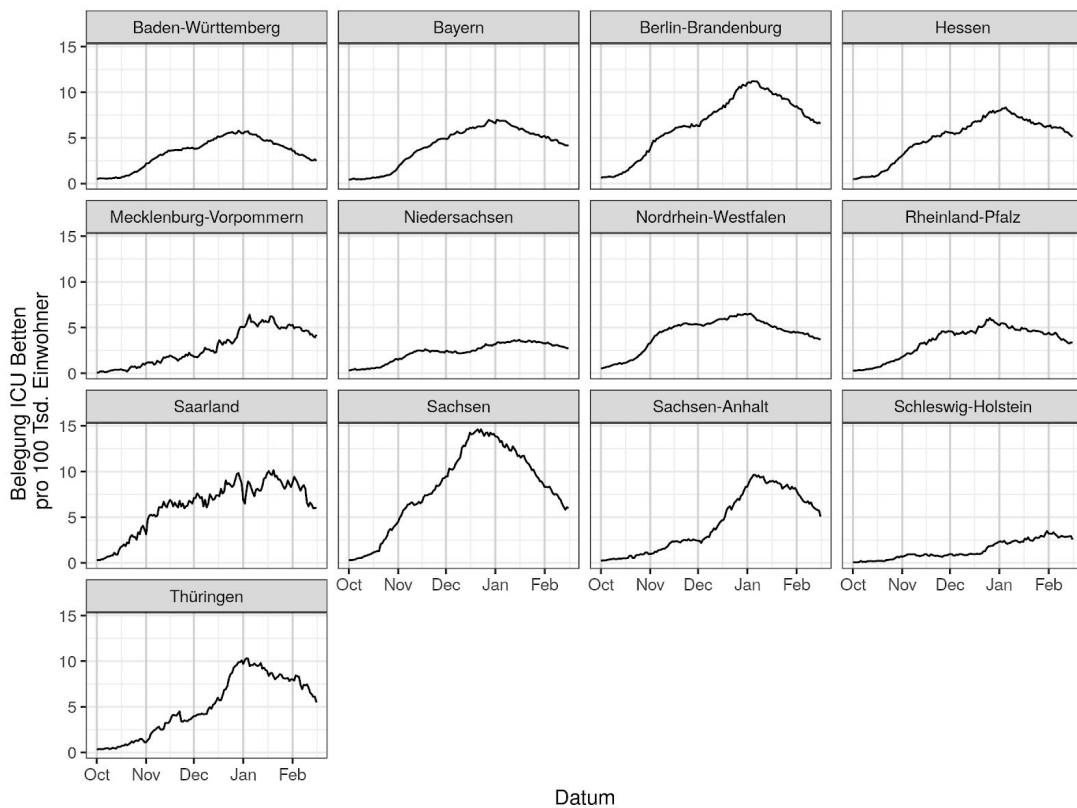 Baden-Württemberg
Bayern
Berlin-Brandenburg
Hessen
15
10
5
0
Mecklenburg-Vorpommern
Niedersachsen
Nordrhein-Westfalen
Rheinland-Pfalz
15
10
5
0
Belegung ICU Betten
pro 100 Tsd. Einwohner
Saarland
Sachsen
Sachsen-Anhalt
Schleswig-Holstein
15
10
5
0
Oct Nov Dec Jan Feb
Oct Nov Dec Jan Feb
Oct Nov Dec Jan Feb
Thüringen
15
10
5
0
Oct Nov Dec Jan Feb
Datum